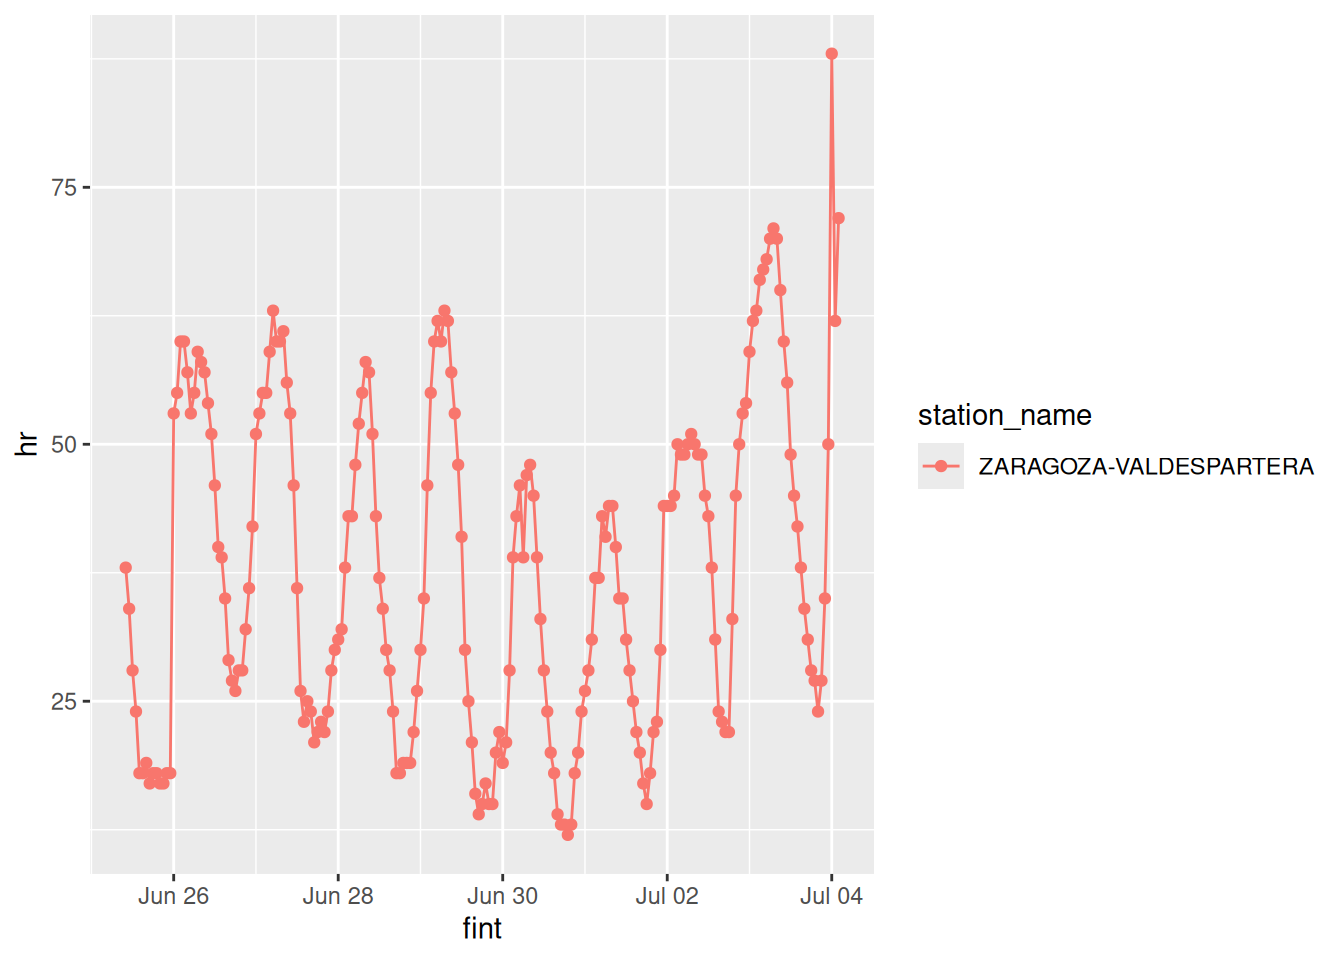 75
50
25
hr
Jun 26
Jun 28
Jun 30
Jul 02
Jul 04
fint
station_name
ZARAGOZA-VALDESPARTERA